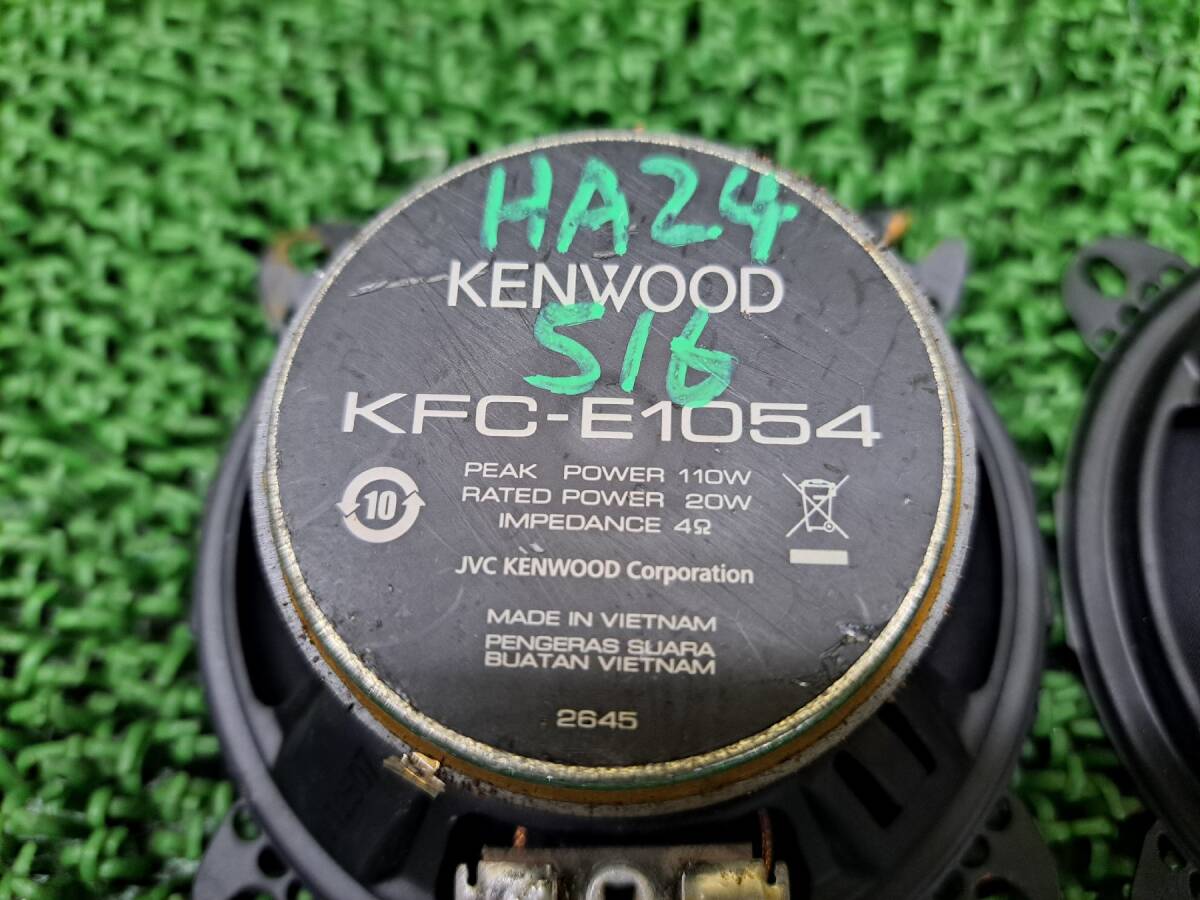 HA24
KENWOOD
516
KFC-E1054
PEAK POWER 110W
RATED POWER 20W
IMPEDANCE 4Ω
10
JVC KENWOOD Corporation
MADE IN VIETNAM
PENGERAS SUARA
BUATAN VIETNAM
2645